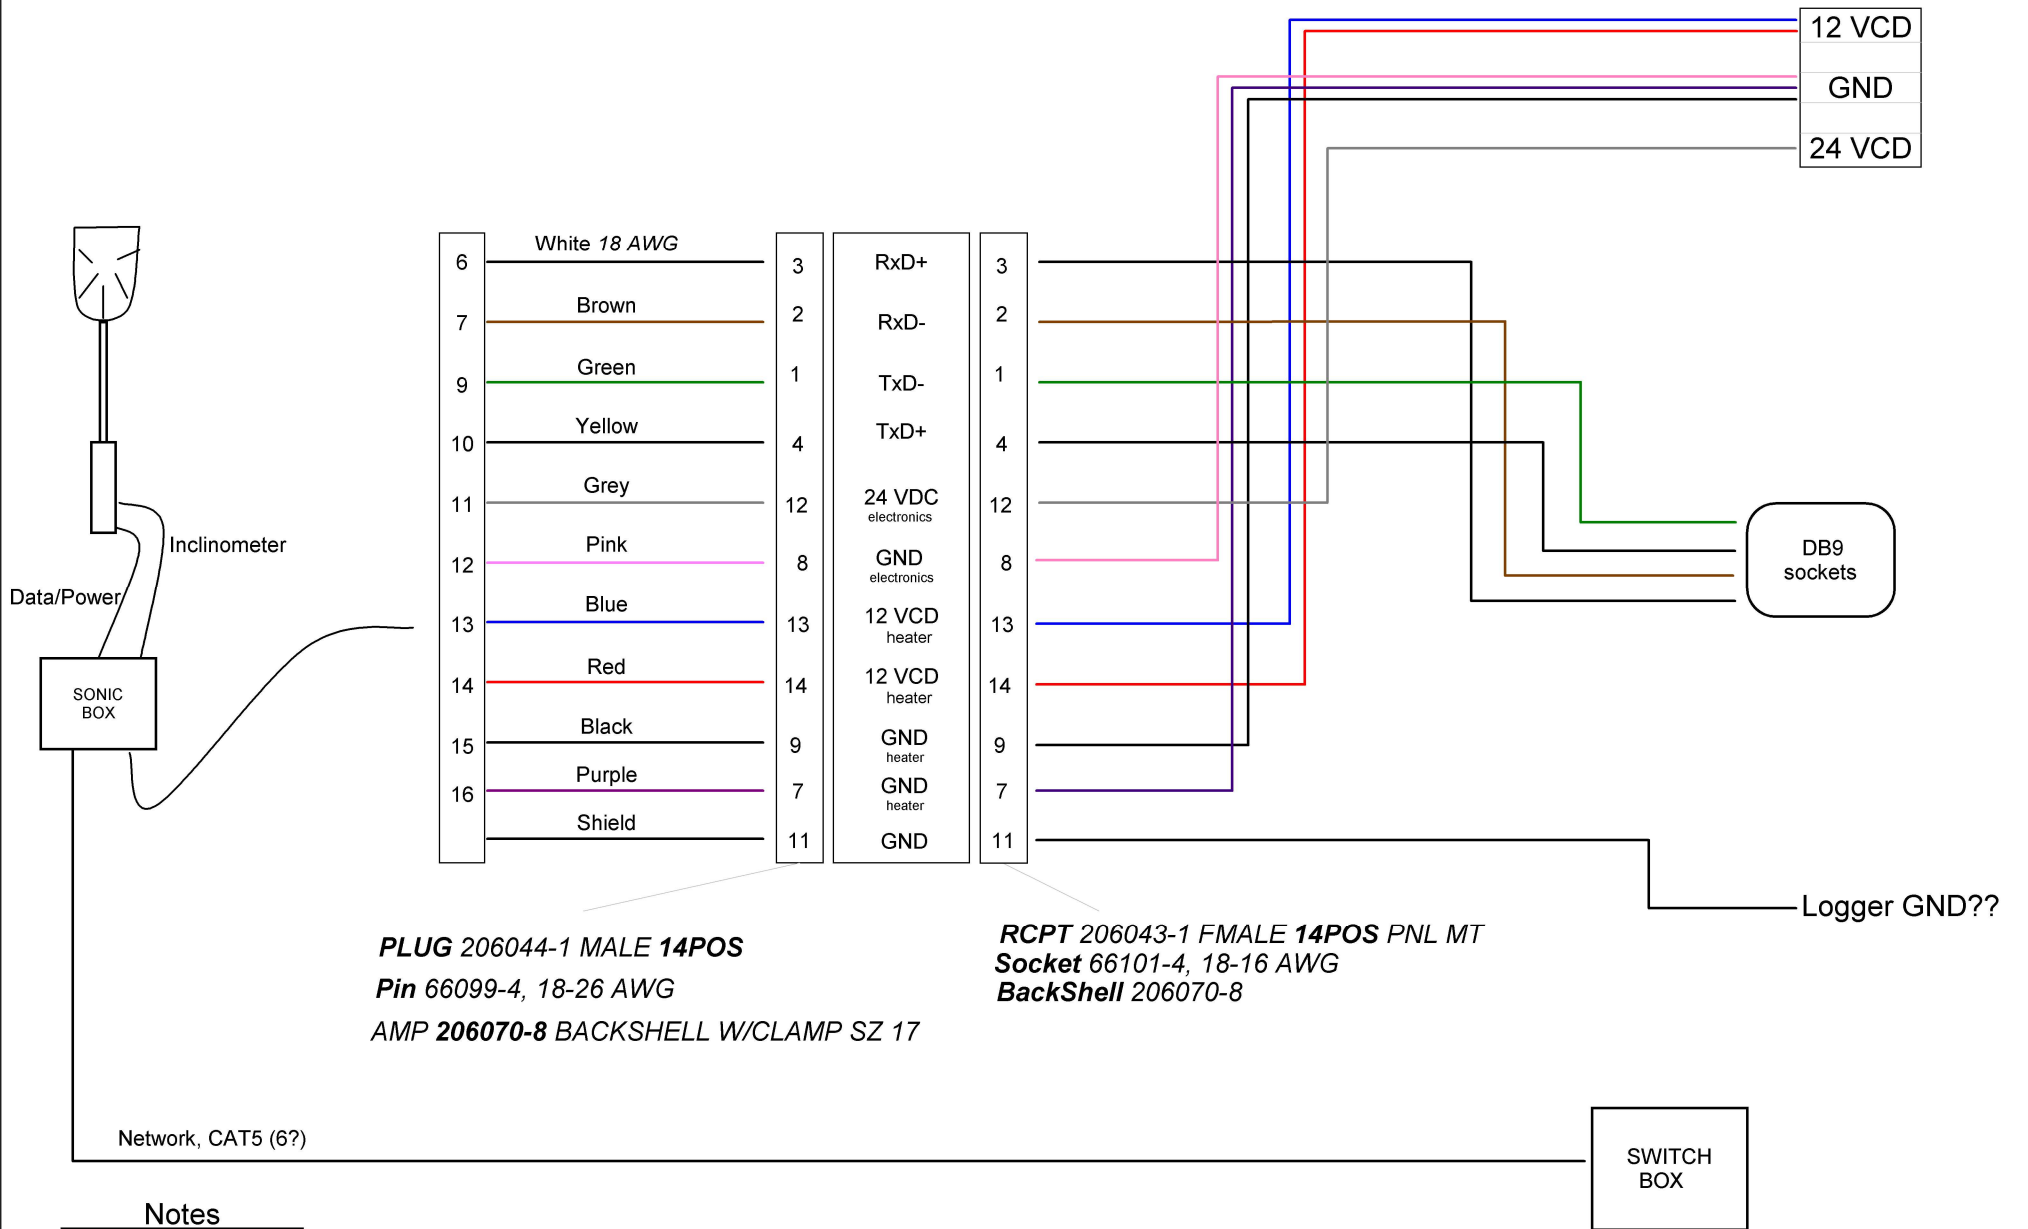 12 VCD
GND
24 VCD
6 White 18 AWG 3 RxD+ 3
7 Brown 2 RxD- 2
9 Green 1 TxD- 1
10 Yellow 4 TxD+ 4
11 Grey 12 24 VDC 12
electronics
12 Pink 8 GND 8
electronics
13 Blue 13 12 VCD 13
heater
14 Red 14 12 VCD 14
heater
15 Black 9 GND 9
heater
16 Purple 7 GND 7
heater
Shield 11 GND 11
Inclinometer
Data/Power
SONIC
BOX
DB9
sockets
Logger GND??
PLUG 206044-1 MALE 14POS
Pin 66099-4, 18-26 AWG
AMP 206070-8 BACKSHELL W/CLAMP SZ 17
RCPT 206043-1 FMALE 14POS PNL MT
Socket 66101-4, 18-16 AWG
BackShell 206070-8
Network, CAT5 (6?)
SWITCH
BOX
Notes